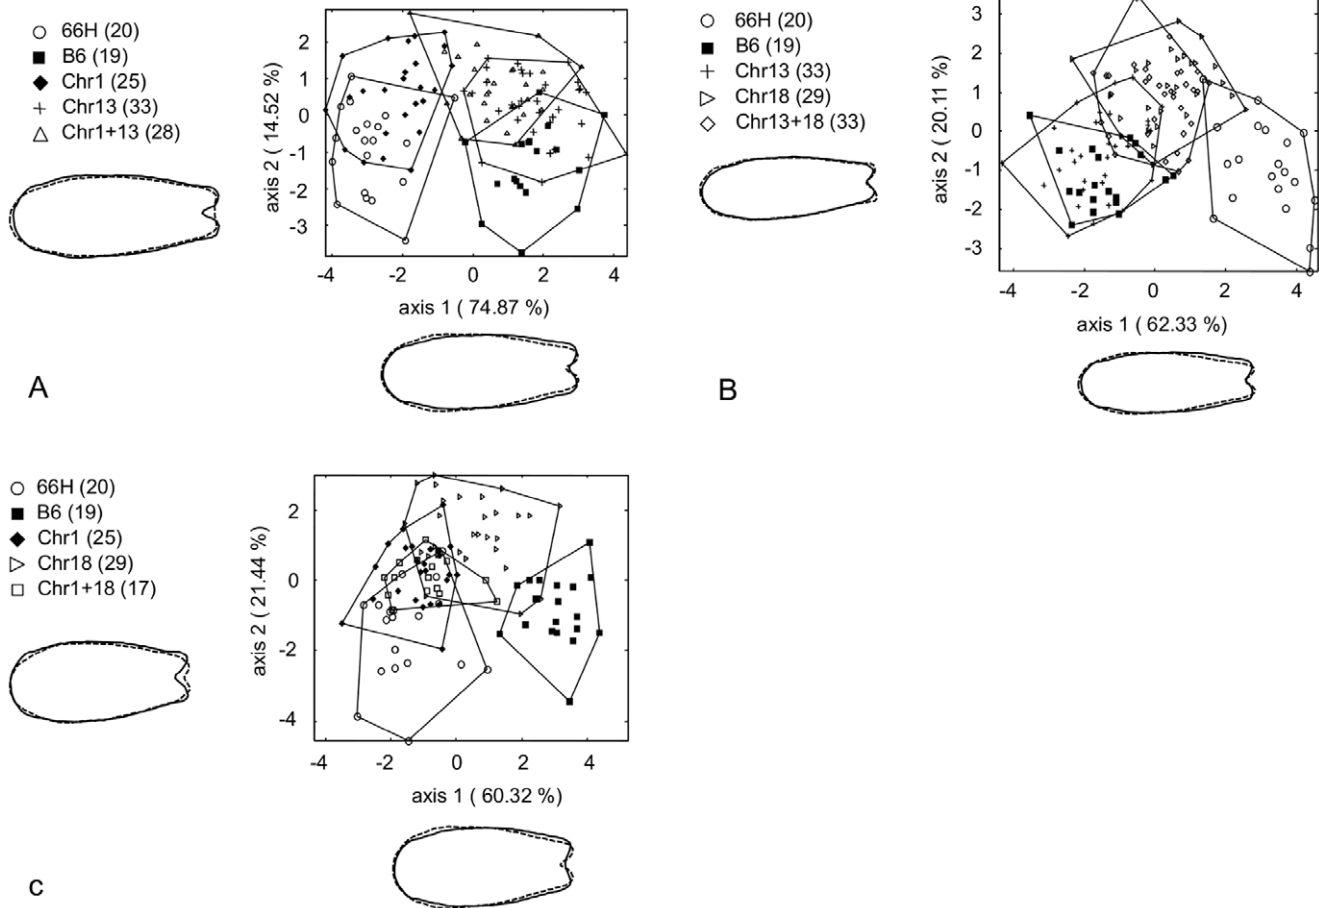 66H (20)
B6 (19)
Chr1 (25)
Chr13 (33)
Chr1+13 (28)
axis 2 ( 14.52 %)
2
1
0
-1
-2
-3
-4
-2
0
2
4
axis 1 ( 74.87 %)
A
66H (20)
B6 (19)
Chr13 (33)
Chr18 (29)
Chr13+18 (33)
axis 2 ( 20.11 %)
3
2
1
0
-1
-2
-3
-4
-2
0
2
4
axis 1 ( 62.33 %)
B
66H (20)
B6 (19)
Chr1 (25)
Chr18 (29)
Chr1+18 (17)
axis 2 ( 21.44 %)
2
0
-2
-4
-4
-2
0
2
4
axis 1 ( 60.32 %)
c